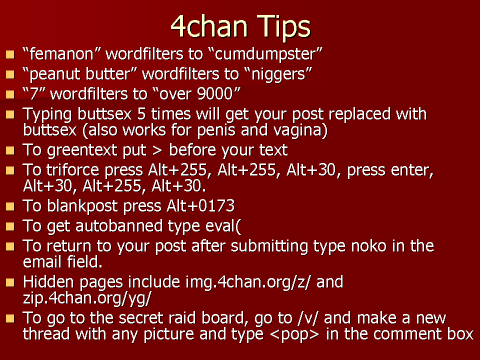 4chan Tips
"femanon" wordfilters to "cumdumpster"
"peanut butter" wordfilters to "niggers"
"7" wordfilters to "over 9000"
Typing buttsex 5 times will get your post replaced with
buttsex (also works for penis and vagina)
To greentext put > before your text
To triforce press Alt+255, Alt+255, Alt+30, press enter,
Alt+30, Alt+255, Alt+30.
To blankpost press Alt+0173
To get autobanned type eval(
To return to your post after submitting type noko in the
email field.
Hidden pages include img.4chan.org/z/ and
zip.4chan.org/yg/
To go to the secret raid board, go to /v/ and make a new
thread with any picture and type <pop> in the comment box